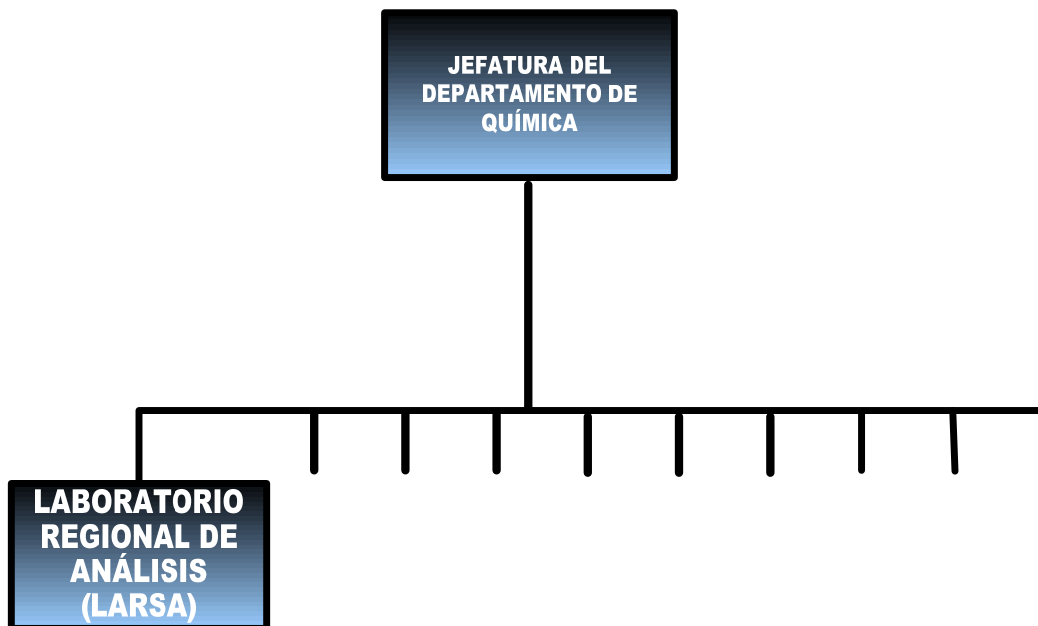 JEFATURA DEL
DEPARTAMENTO DE
QUÍMICA
LABORATORIO
REGIONAL DE
ANÁLISIS
(LARSA)